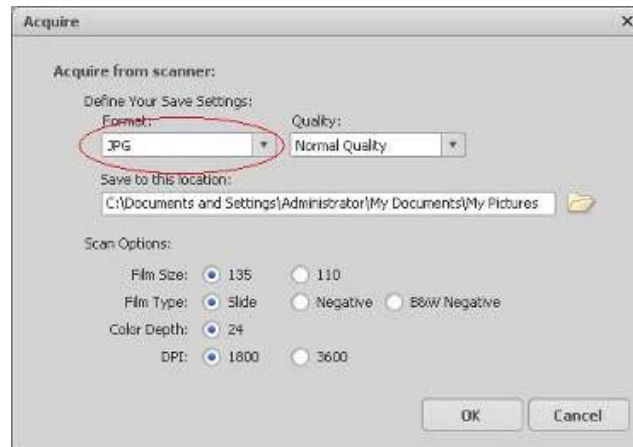 Acquire
Acquire from scanner:
Define Your Save Settings:
Format: Quality:
JPG Normal Quality
Save to this location:
C:\Documents and Settings\Administrator\My Documents\My Pictures
Scan Options:
Film Size: 135 110
Film Type: Slide Negative B&W Negative
Color Depth: 24
DPI: 1800 3600
OK Cancel